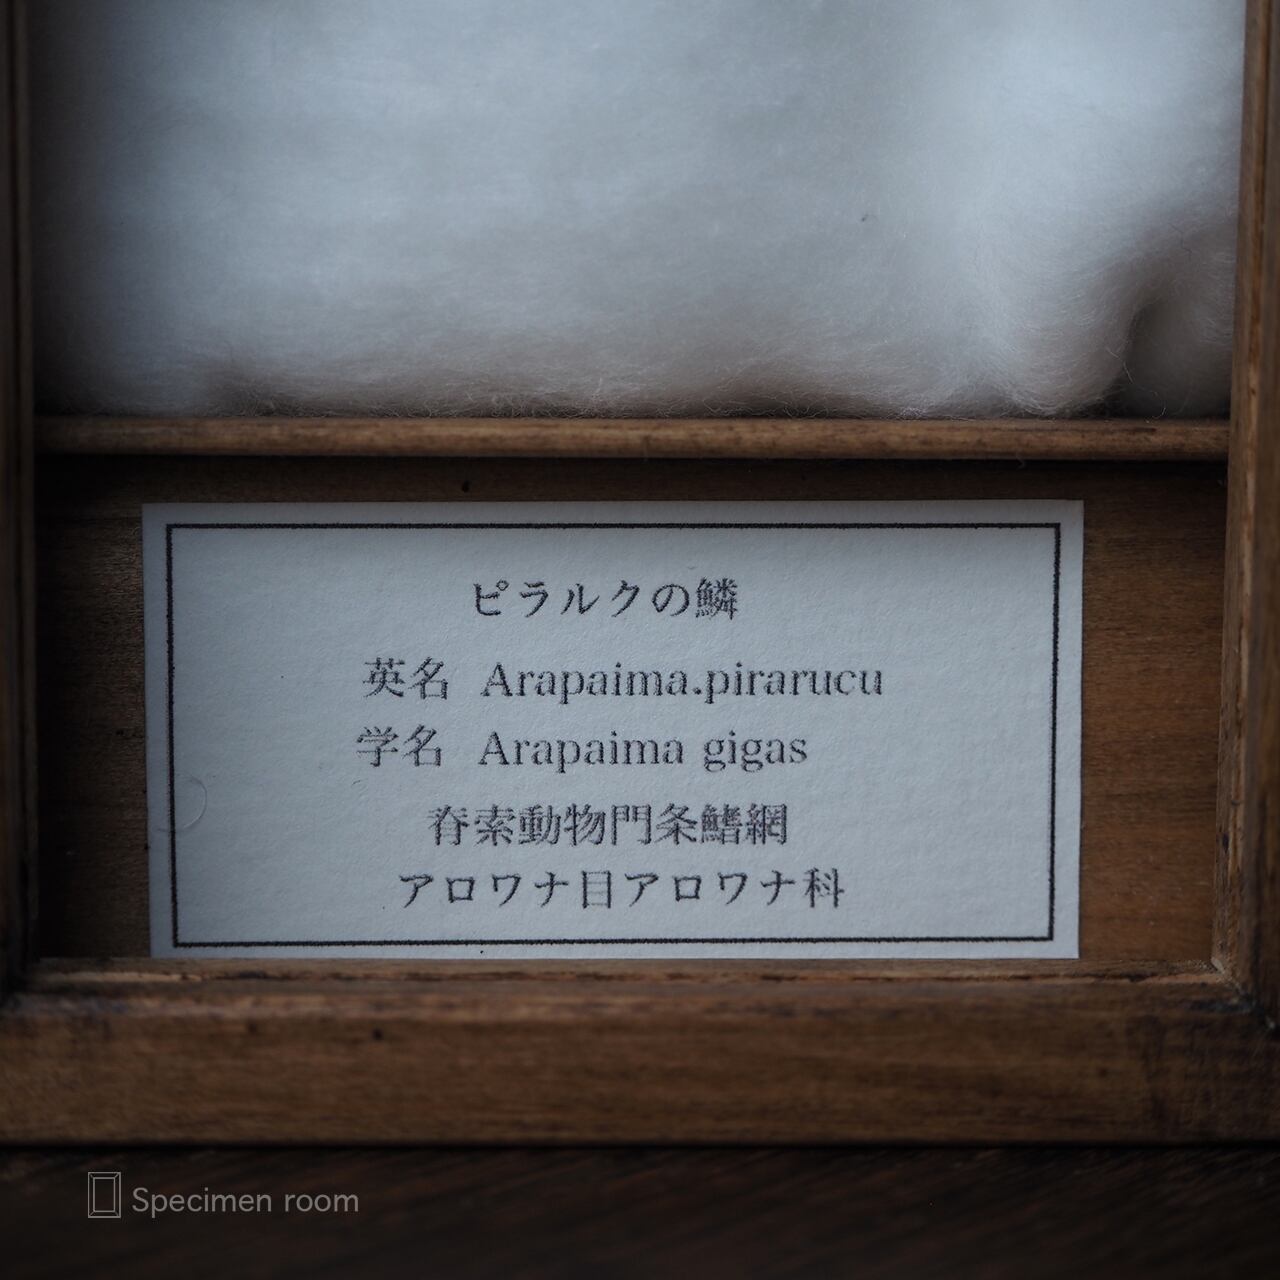 ピラルクの鱗
英名 Arapaima.pirarucu
学名 Arapaima gigas
脊索動物門条鰭網
アロワナ目アロワナ科
Specimen room